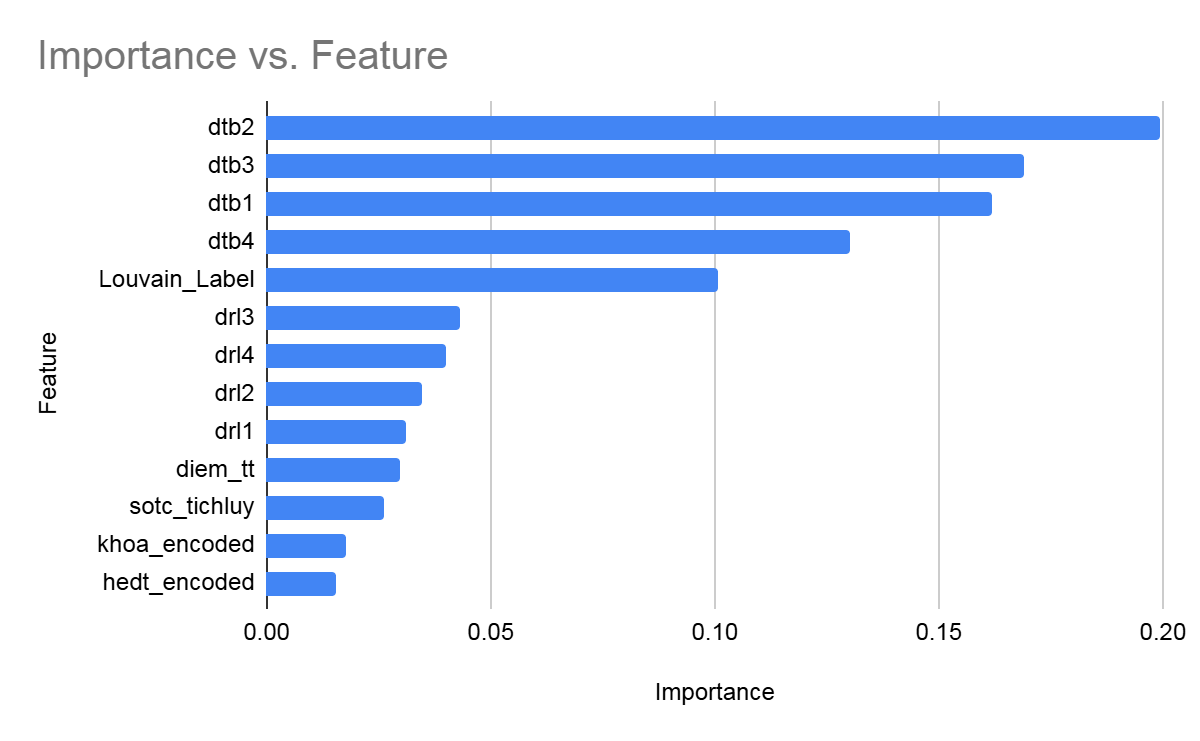 Importance vs. Feature
Feature
dtb2
dtb3
dtb1
dtb4
Louvain_Label
drl3
drl4
drl2
drl1
diem_tt
sotc_tichluy
khoa_encoded
hedt_encoded
0.00 0.05 0.10 0.15 0.20
Importance